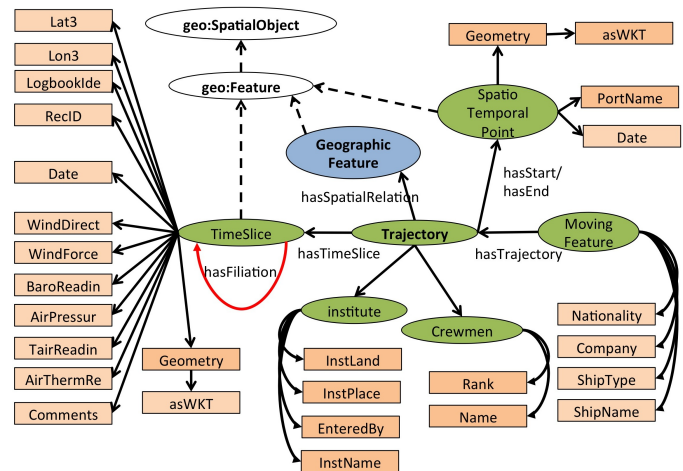 Lat3
geo:SpatialObject
Geometry
asWKT
Lon3
LogbookIde
geo:Feature
Spatio
Temporal
Point
PortName
RecID
Date
Geographic
Feature
hasStart/
hasEnd
Date
hasSpatialRelation
WindDirect
TimeSlice
Trajectory
Moving
Feature
WindForce
hasFiliation
hasTimeSlice
hasTrajectory
BaroReadin
AirPressur
institute
Crewmen
Nationality
TairReadin
Company
Geometry
InstLand
AirThermRe
Rank
ShipType
InstPlace
asWKT
Comments
Name
ShipName
EnteredBy
InstName